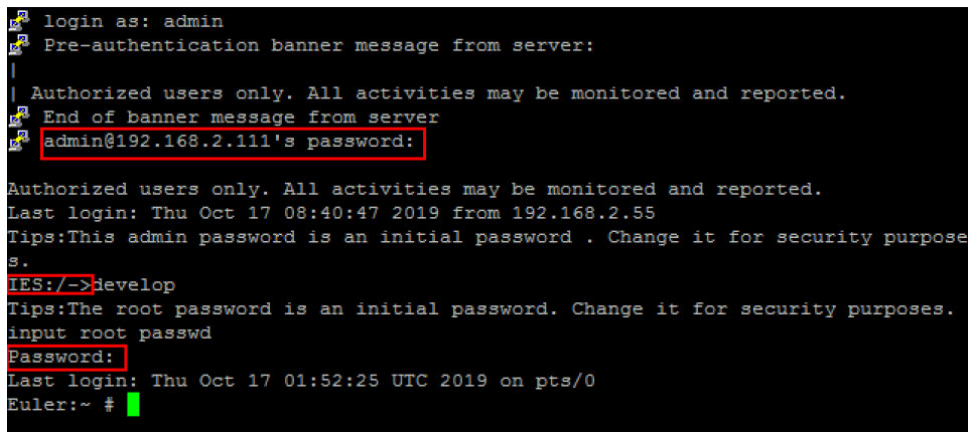 login as: admin
Pre-authentication banner message from server:
|
| Authorized users only. All activities may be monitored and reported.
End of banner message from server
admin@192.168.2.111's password:
Authorized users only. All activities may be monitored and reported.
Last login: Thu Oct 17 08:40:47 2019 from 192.168.2.55
Tips:This admin password is an initial password . Change it for security purpose
s.
IES:/->develop
Tips:The root password is an initial password. Change it for security purposes.
input root passwd
Password:
Last login: Thu Oct 17 01:52:25 UTC 2019 on pts/0
Euler:~ #